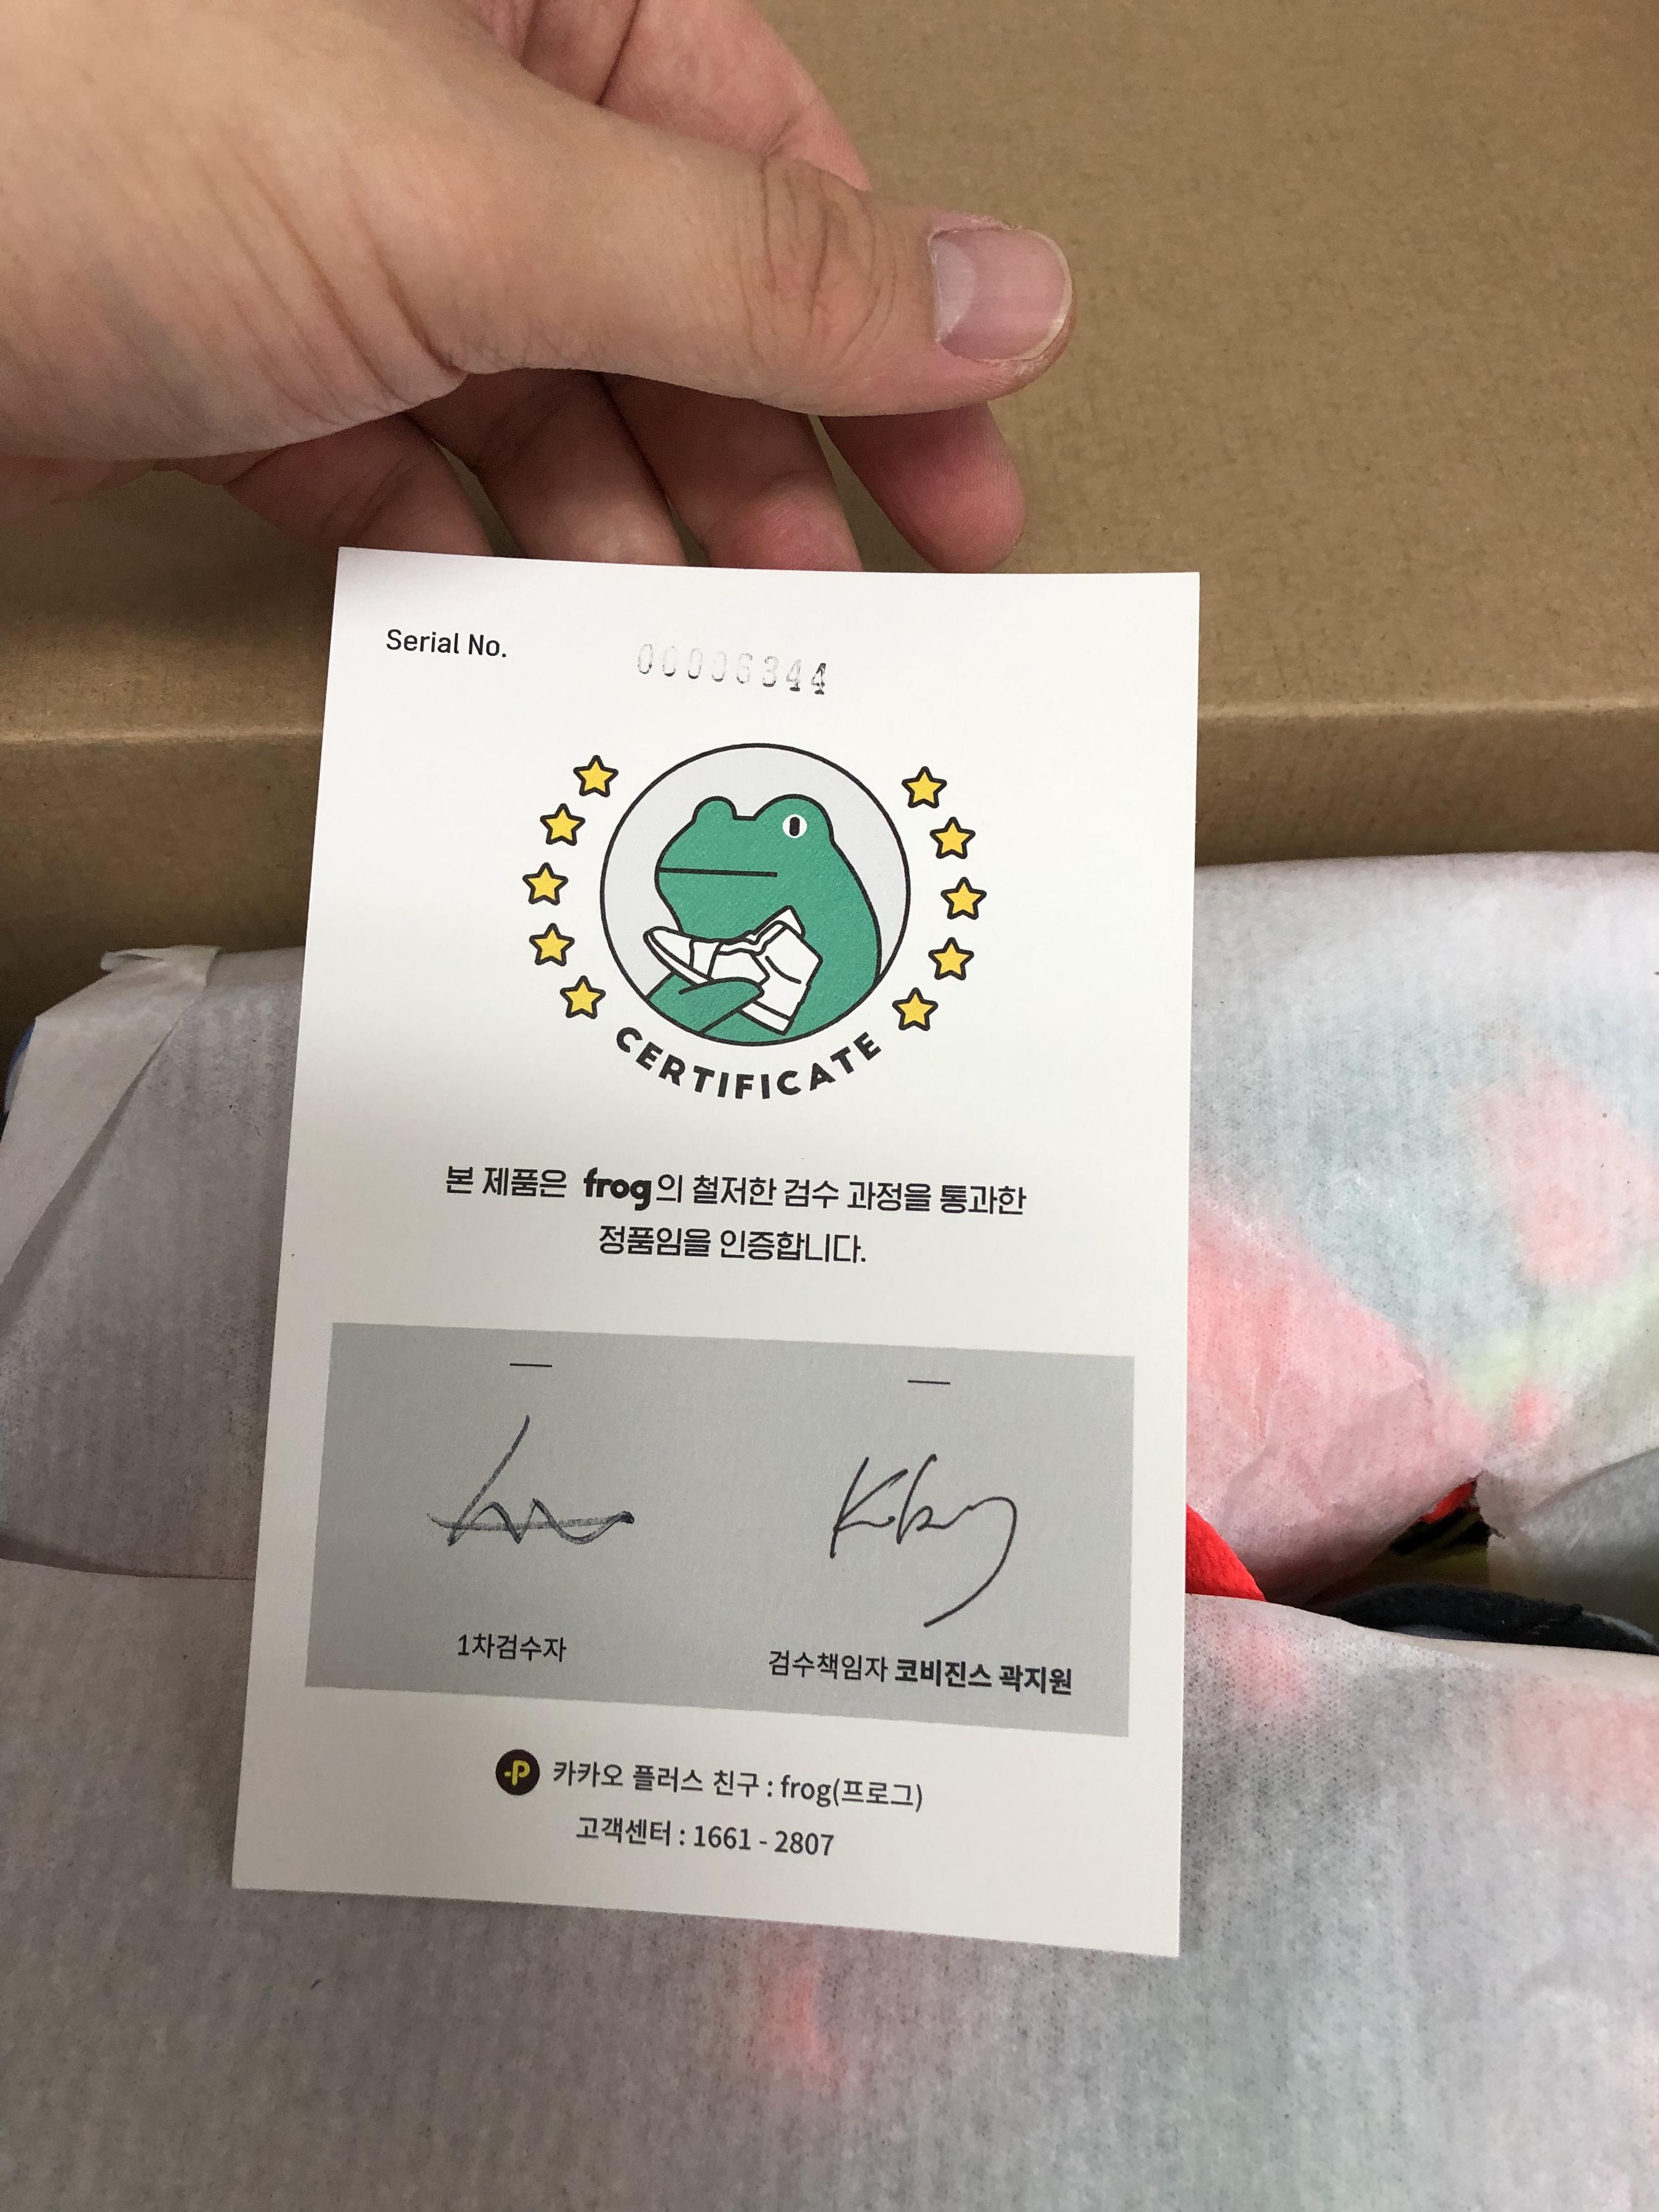 Serial No. 00006344
CERTIFICATE
본 제품은 frog의 철저한 검수 과정을 통과한
정품임을 인증합니다.
1차검수자
검수책임자 코비진스 곽지원
카카오 플러스 친구 : frog(프로그)
고객센터 : 1661 - 2807